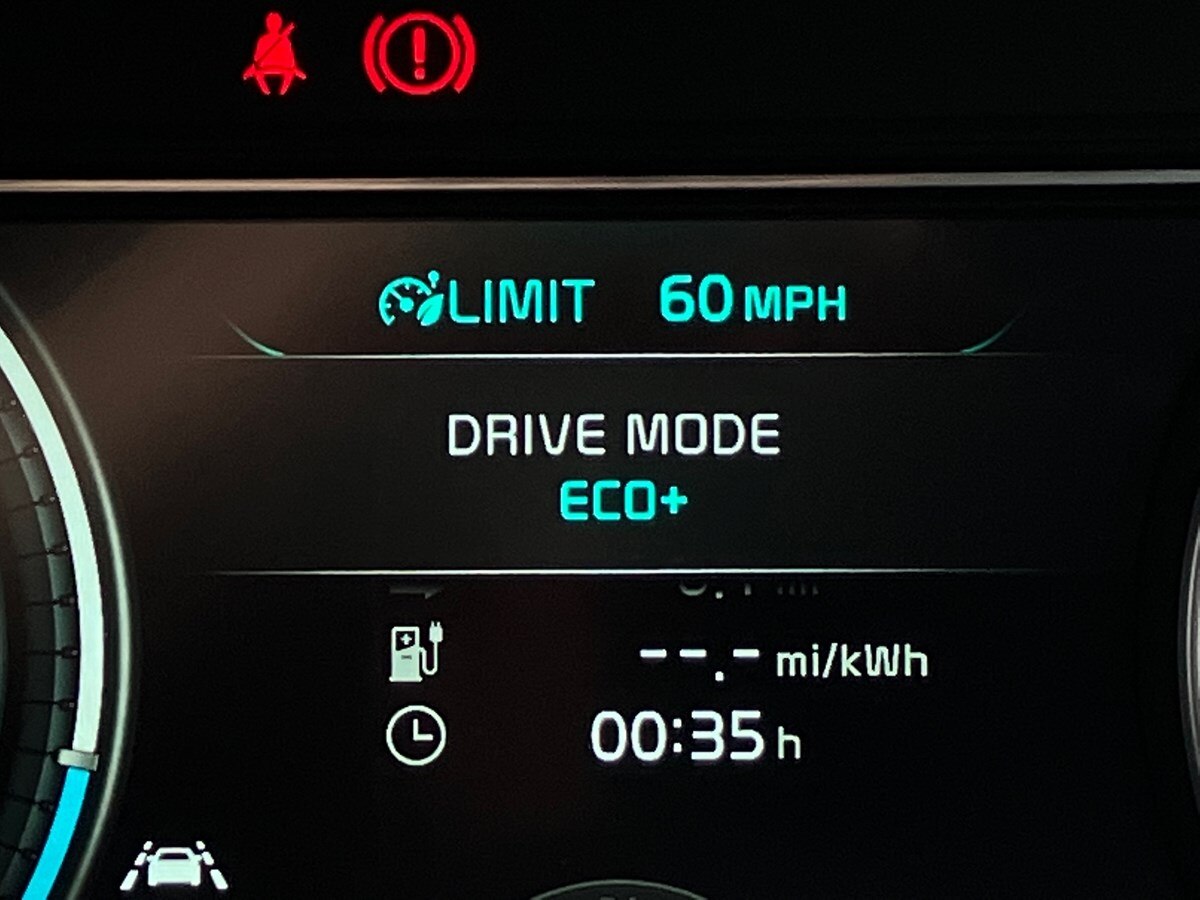 LIMIT 60 MPH
DRIVE MODE
ECO+
--.- mi/kWh
00:35 h